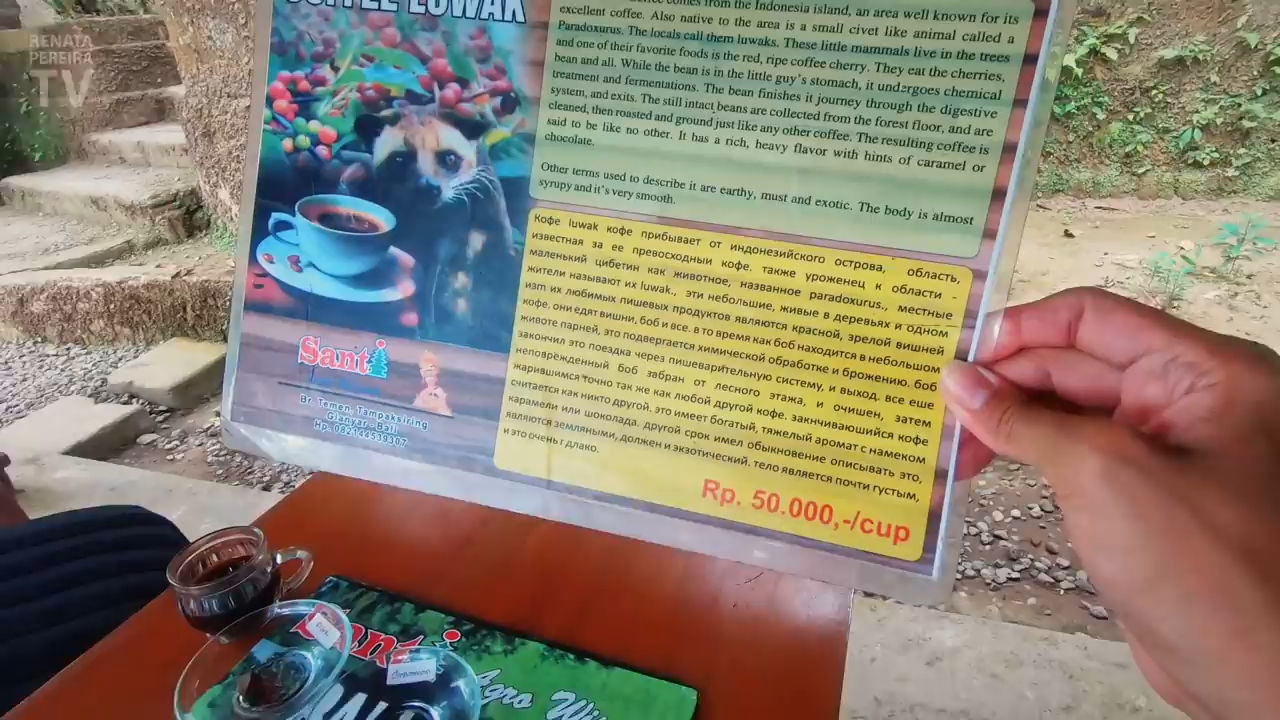 RENATA
PEREIRA
TV
COFFEE LUWAK
comes from the Indonesia island, an area well known for its
excellent coffee. Also native to the area is a small civet like animal called a
Paradoxurus. The locals call them luwaks. These little mammals live in the trees
and one of their favorite foods is the red, ripe coffee cherry. They eat the cherries,
bean and all. While the bean is in the little guy's stomach, it undergoes chemical
treatment and fermentations. The bean finishes it journey through the digestive
system, and exits. The still intact beans are collected from the forest floor, and are
cleaned, then roasted and ground just like any other coffee. The resulting coffee is
said to be like no other. It has a rich, heavy flavor with hints of caramel or
chocolate.
Other terms used to describe it are earthy, must and exotic. The body is almost
syrupy and it's very smooth.
Кофе luwak кофе прибывает от индонезийского острова, область,
известная за ее превосходныи кофе. также уроженец к области -
маленький цибетин как животное, названное paradoxurus., местные
жители называют их luwak., эти небольшие, живые в деревьях и одном
изm их любимых пишевых продуктов являются красной, зрелой вишней
кофе, они едят вишни, боб и все. в то время как боб находится в небольшом
животе парней, это подвергается химической обработке и брожению. боб
закончил это поездка через пишеварительную систему, и выход. все еше
неповрежденный боб забран от лесного этажа, и очишен, затем
жарившимся точно так же как любой другой кофе. закнчиваюшийся кофе
считается как никто другой. это имеет богатый, тяжелый аромат с намеком
карамели или шоколада. другой срок имел обыкновение описывать это,
являются земляными, должен и экзотический. тело является почти густым,
и это очень г длако.
Rp. 50.000,-/cup
Santi
Br. Temen, Tampaksiring
Gianyar - Bali
Hp. 082144539307
Santi
Agro Wi
BALI